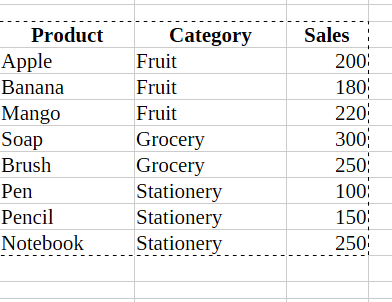 Product Category Sales
Apple Fruit 200
Banana Fruit 180
Mango Fruit 220
Soap Grocery 300
Brush Grocery 250
Pen Stationery 100
Pencil Stationery 150
Notebook Stationery 250